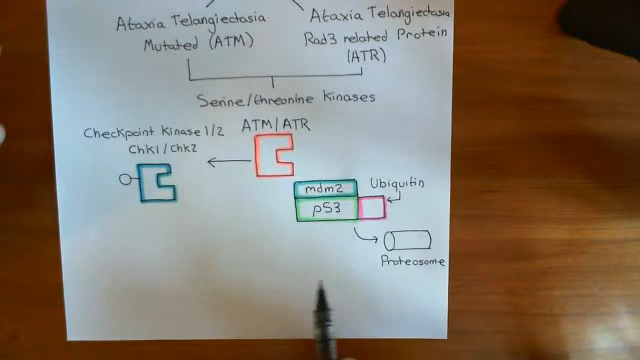 Ataxia Telangiectasia
Mutated (ATM)
Ataxia Telangiectasia
Rad3 related Protein
(ATR)
Serine/threonine Kinases
Checkpoint Kinase 1/2
Chk1/Chk2
ATM/ATR
mdm2
p53
Ubiquitin
Proteosome